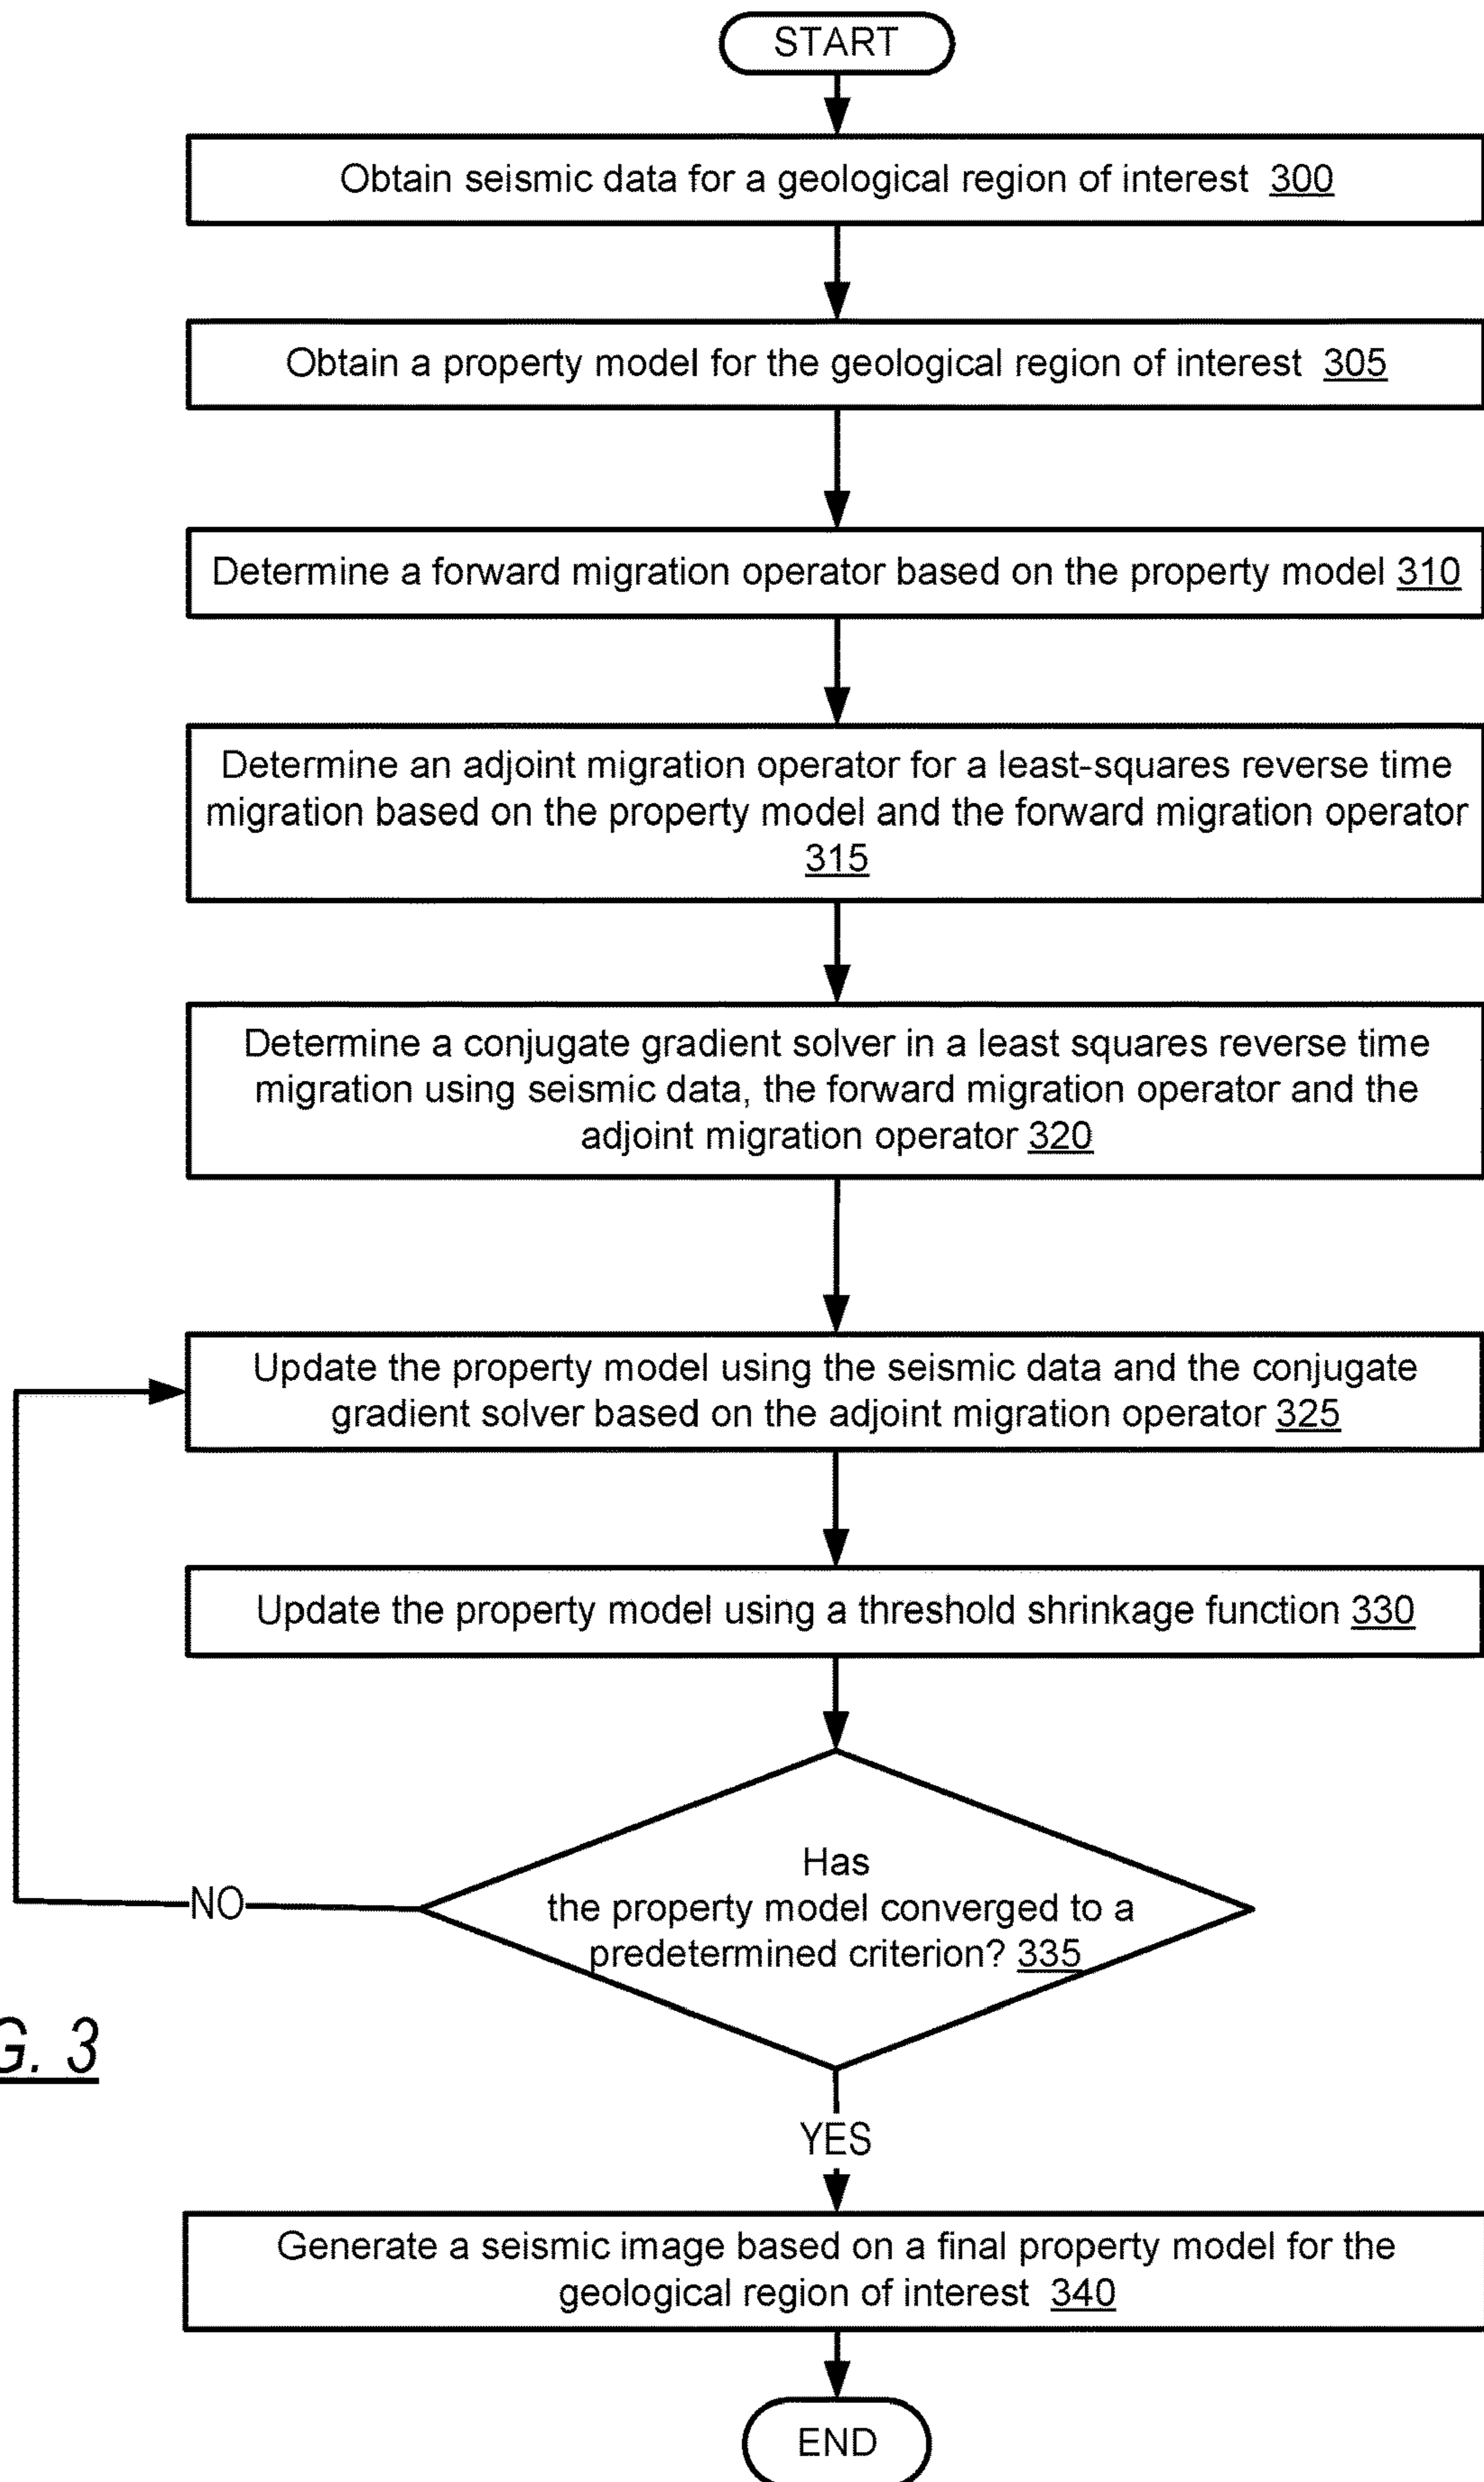 START
Obtain seismic data for a geological region of interest 300
Obtain a property model for the geological region of interest 305
Determine a forward migration operator based on the property model 310
Determine an adjoint migration operator for a least-squares reverse time
migration based on the property model and the forward migration operator
315
Determine a conjugate gradient solver in a least squares reverse time
migration using seismic data, the forward migration operator and the
adjoint migration operator 320
Update the property model using the seismic data and the conjugate
gradient solver based on the adjoint migration operator 325
Update the property model using a threshold shrinkage function 330
Has
the property model converged to a
predetermined criterion? 335
NO
G. 3
YES
Generate a seismic image based on a final property model for the
geological region of interest 340
END